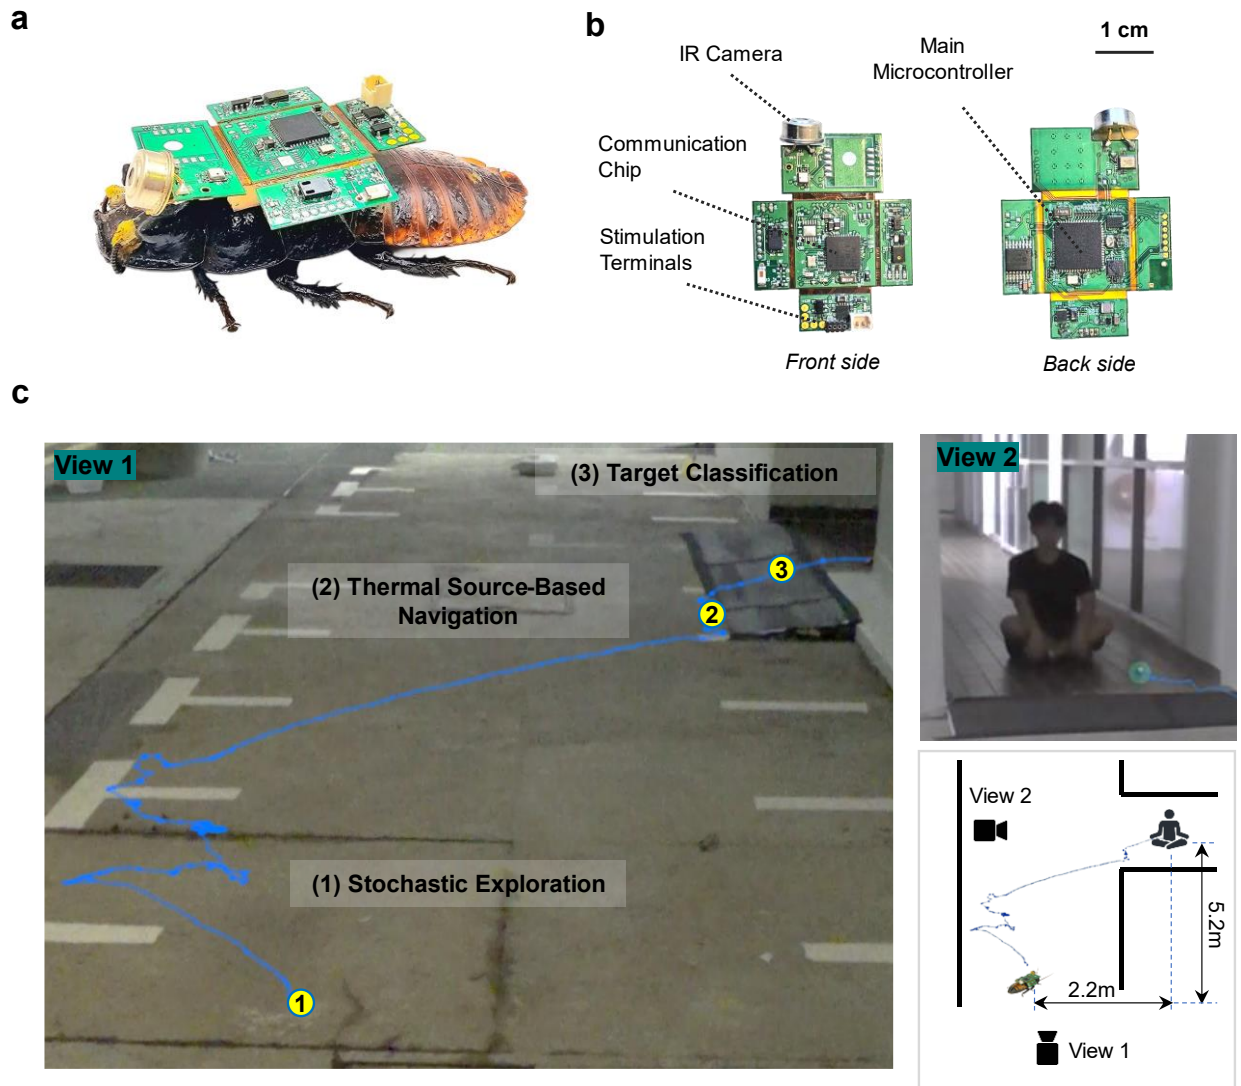 a
b
1 cm
IR Camera
Main
Microcontroller
Communication
Chip
Stimulation
Terminals
Front side
Back side
c
View 1
(3) Target Classification
(2) Thermal Source-Based
Navigation
3
2
(1) Stochastic Exploration
1
View 2
View 2
5.2m
2.2m
View 1